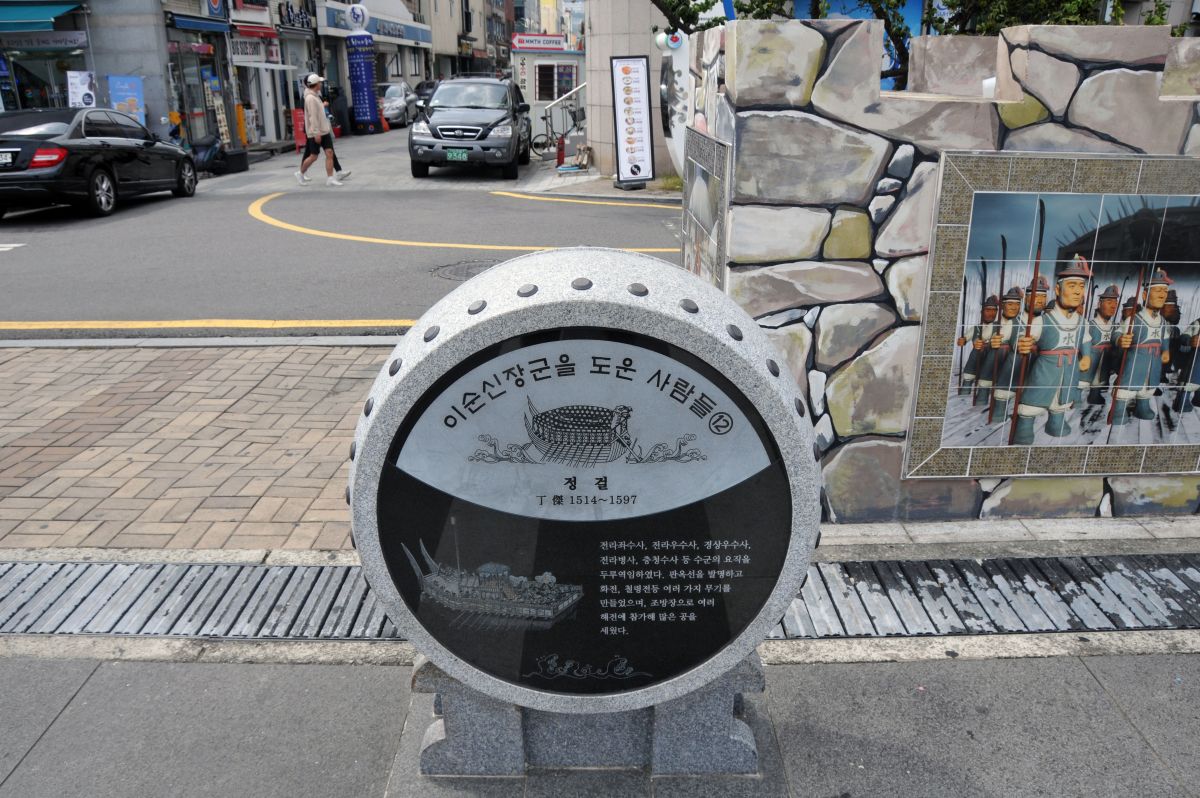 BIG SIZE SHOT
MMTH COFFEE
9346
水
이순신장군을 도운 사람들 ⑫
정 걸
丁 傑 1514~1597
전라좌수사, 전라우수사, 경상우수사,
전라병사, 충청수사 등 수군의 요직을
두루역임하였다. 판옥선을 발명하고
화전, 철령전등 여러 가지 무기를
만들었으며, 조방장으로 여러
해전에 참가해 많은 공을
세웠다.